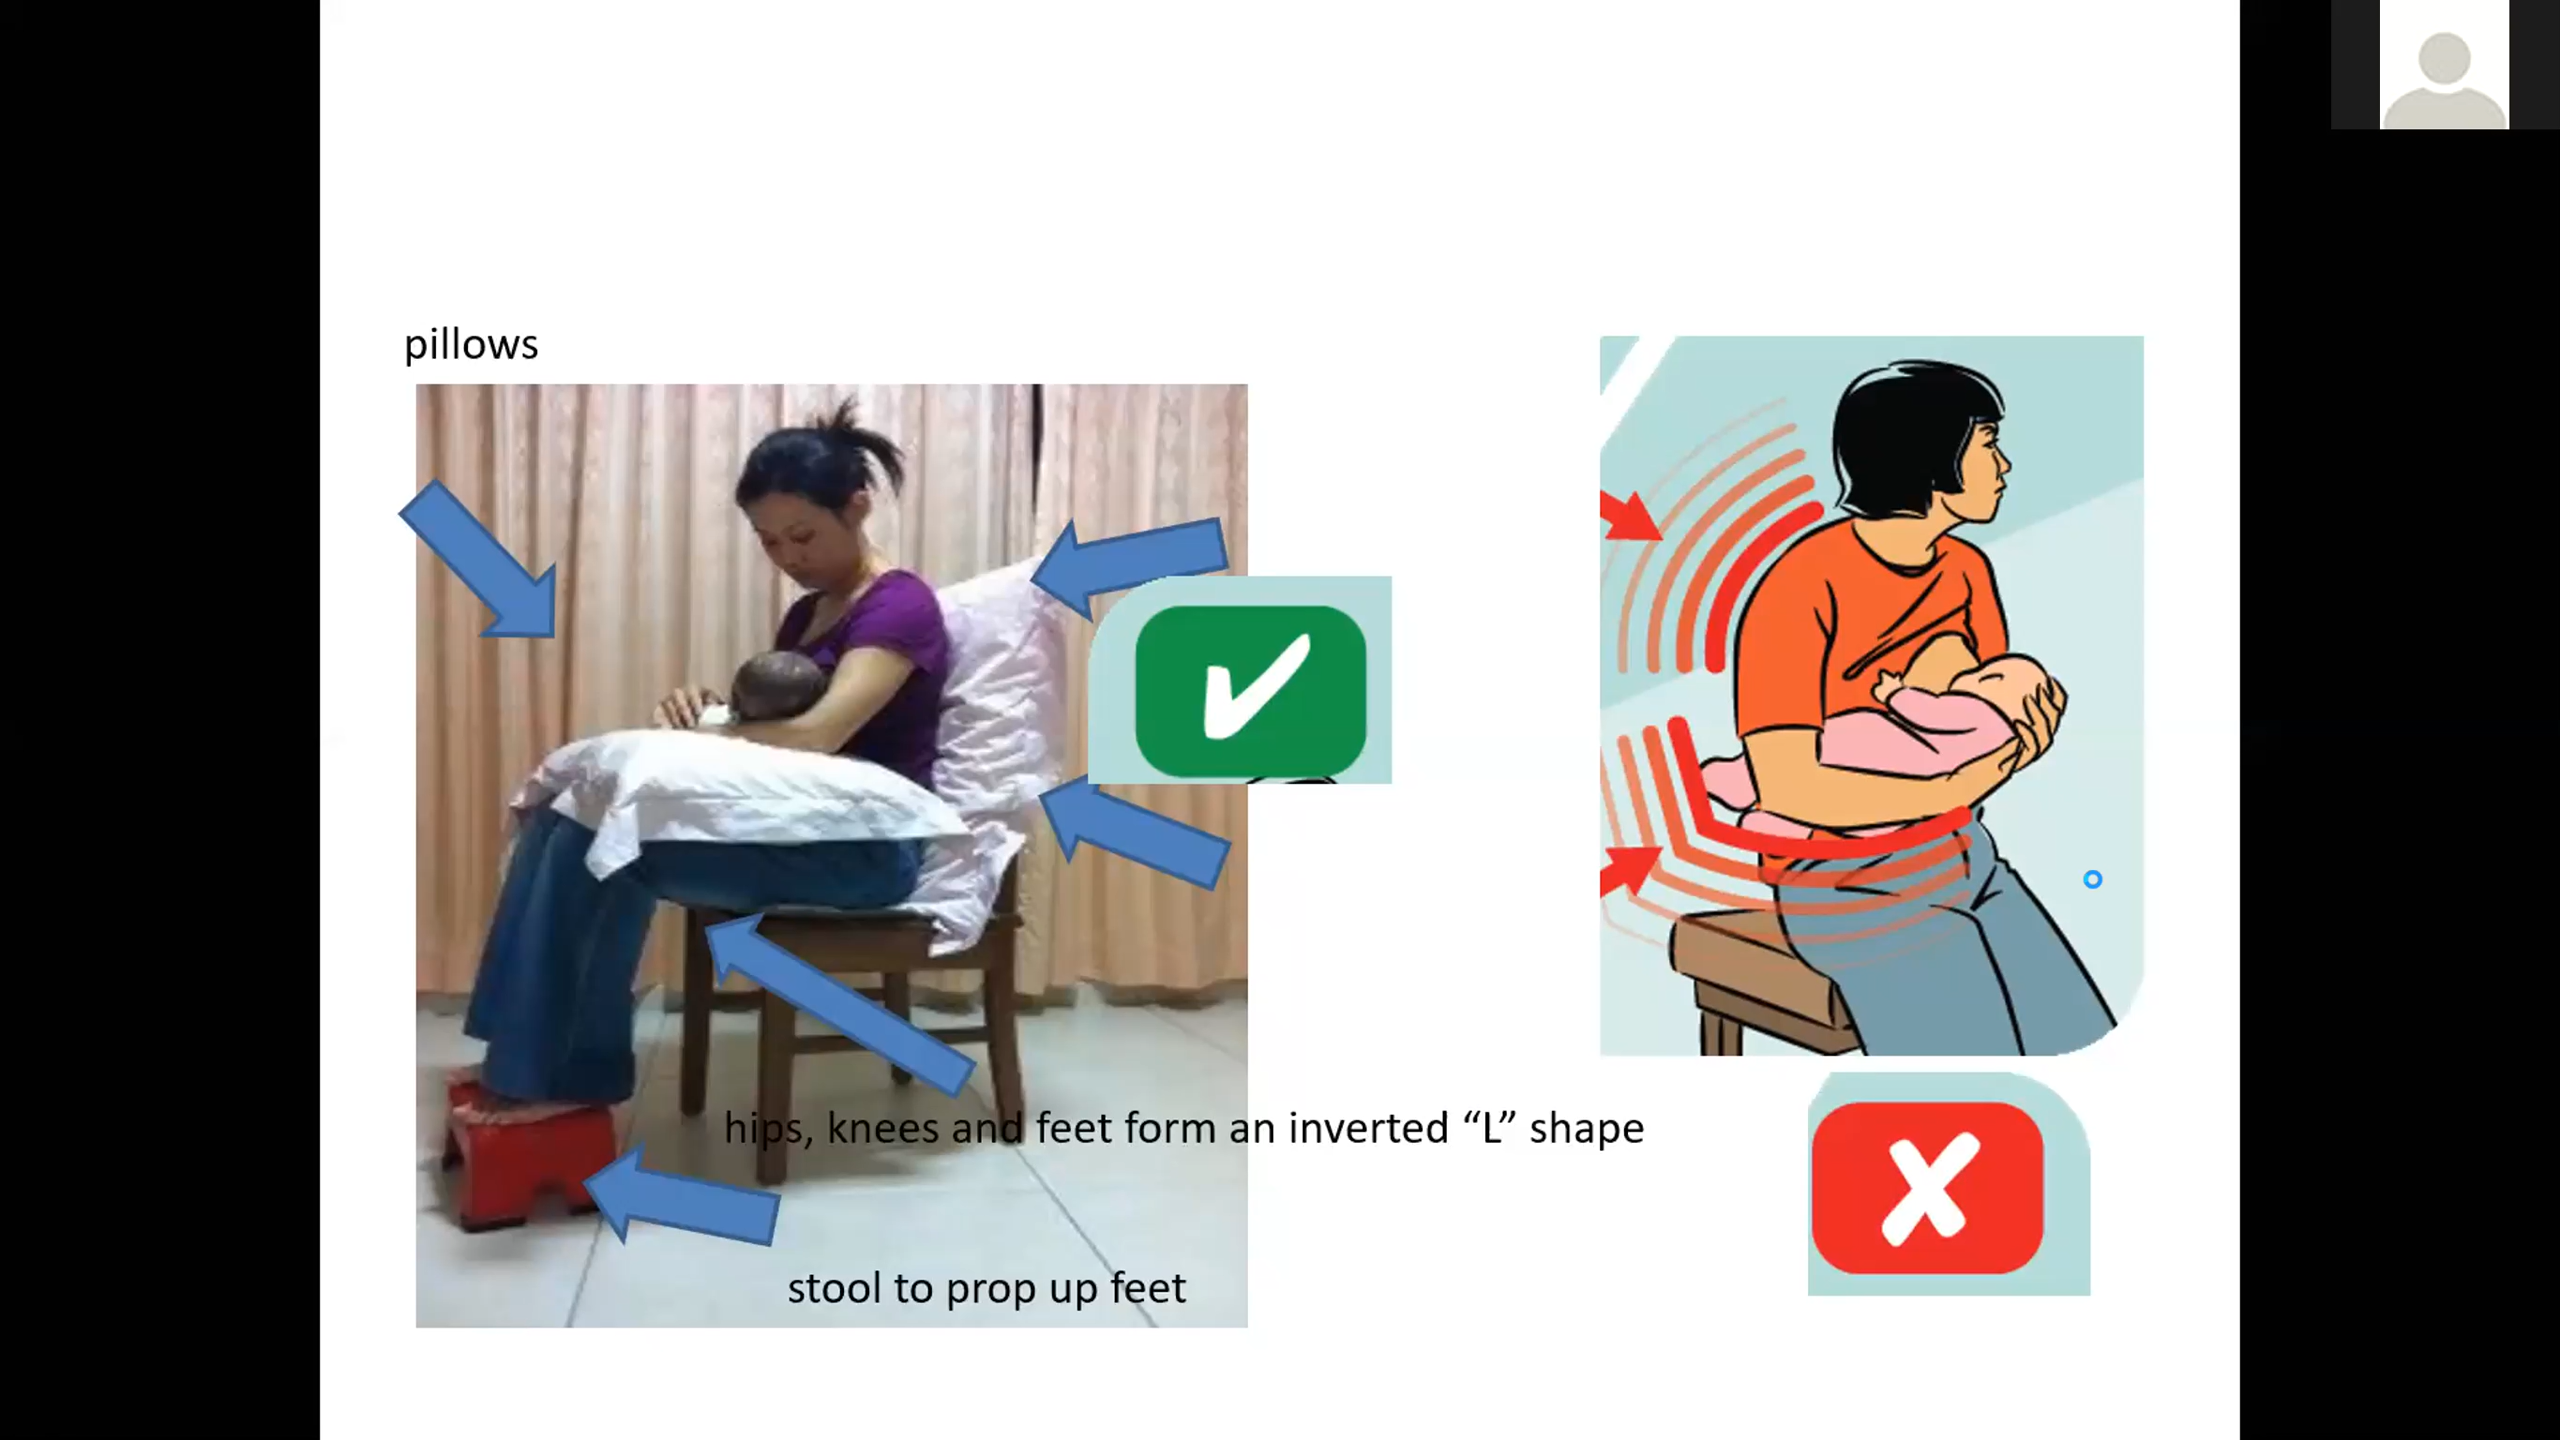 pillows
hips, knees and feet form an inverted “L” shape
stool to prop up feet